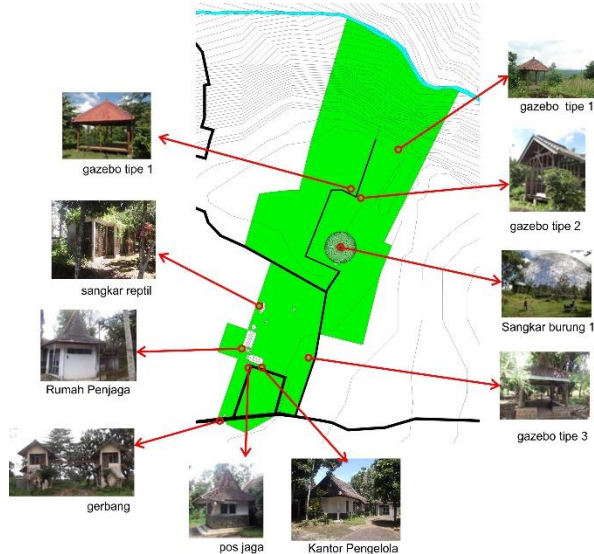 gazebo tipe 1
gazebo tipe 1
gazebo tipe 2
sangkar reptil
Sangkar burung 1
Rumah Penjaga
gazebo tipe 3
gerbang
pos jaga
Kantor Pengelola